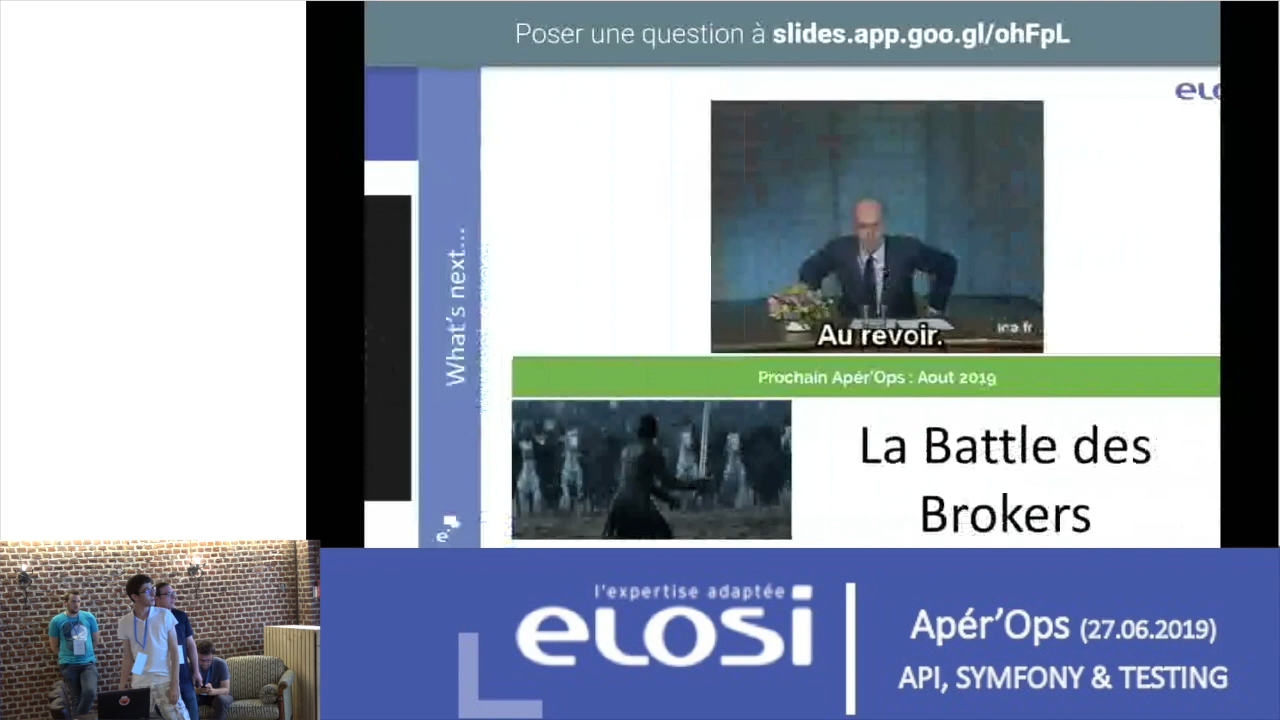 Poser une question à slides.app.goo.gl/ohFpL
elo
What's next...
Au revoir.
ina.fr
Prochain Apér'Ops : Aout 2019
La Battle des
Brokers
e.
l'expertise adaptée
elosi
Apér'Ops (27.06.2019)
API, SYMFONY & TESTING